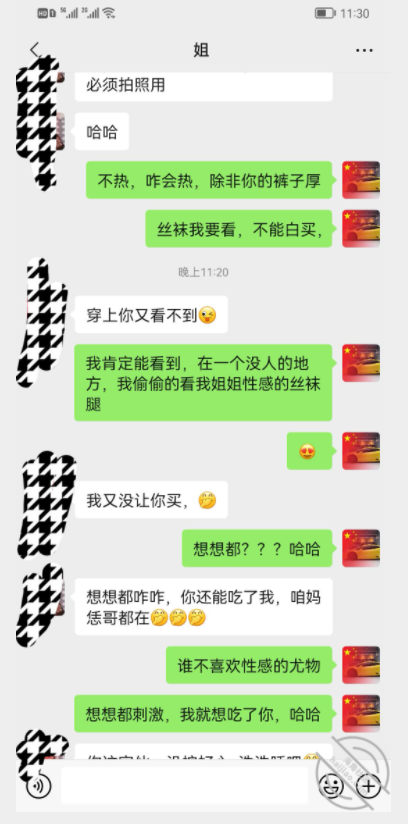 HD 5G 2G 11:30
姐
必须拍照用
哈哈
不热，咋会热，除非你的裤子厚
丝袜我要看，不能白买，
晚上11:20
穿上你又看不到
我肯定能看到，在一个没人的地
方，我偷偷的看我姐姐性感的丝袜
腿
我又没让你买，
想想都？？？哈哈
想想都咋咋，你还能吃了我，咱妈
恁哥都在
谁不喜欢性感的尤物
想想都刺激，我就想吃了你，哈哈